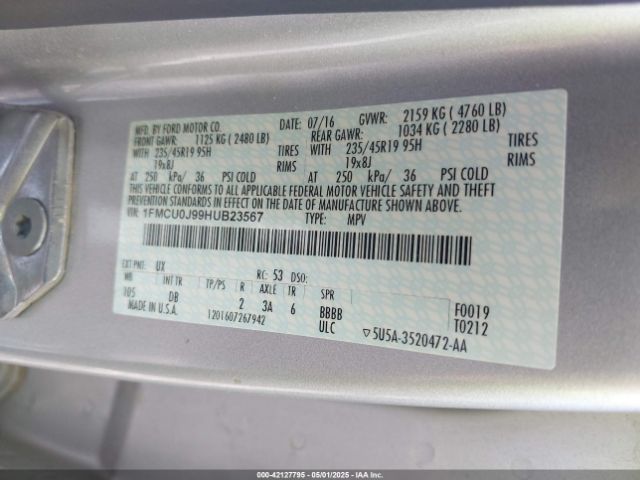 MFD. BY FORD MOTOR CO.
DATE: 07/16 GVWR: 2159 KG ( 4760 LB)
FRONT GAWR: 1125 KG ( 2480 LB) REAR GAWR: 1034 KG ( 2280 LB)
WITH 235/45R19 95H TIRES WITH 235/45R19 95H TIRES
19x8J RIMS 19x8J RIMS
AT 250 kPa/ 36 PSI COLD AT 250 kPa/ 36 PSI COLD
THIS VEHICLE CONFORMS TO ALL APPLICABLE FEDERAL MOTOR VEHICLE SAFETY AND THEFT
PREVENTION STANDARDS IN EFFECT ON THE DATE OF MANUFACTURE SHOWN ABOVE.
VIN: 1FMCU0J99HUB23567 TYPE: MPV
EXT PNT: UX RC: 53 DSO:
WB INT TR TP/PS R AXLE TR SPR
105 DB 2 3A 6 BBBB F0019
MADE IN U.S.A. 1201607267942 ULC T0212
▽5U5A-3520472-AA
© - 42127795 - 05/01/2025 - IAAI.COM